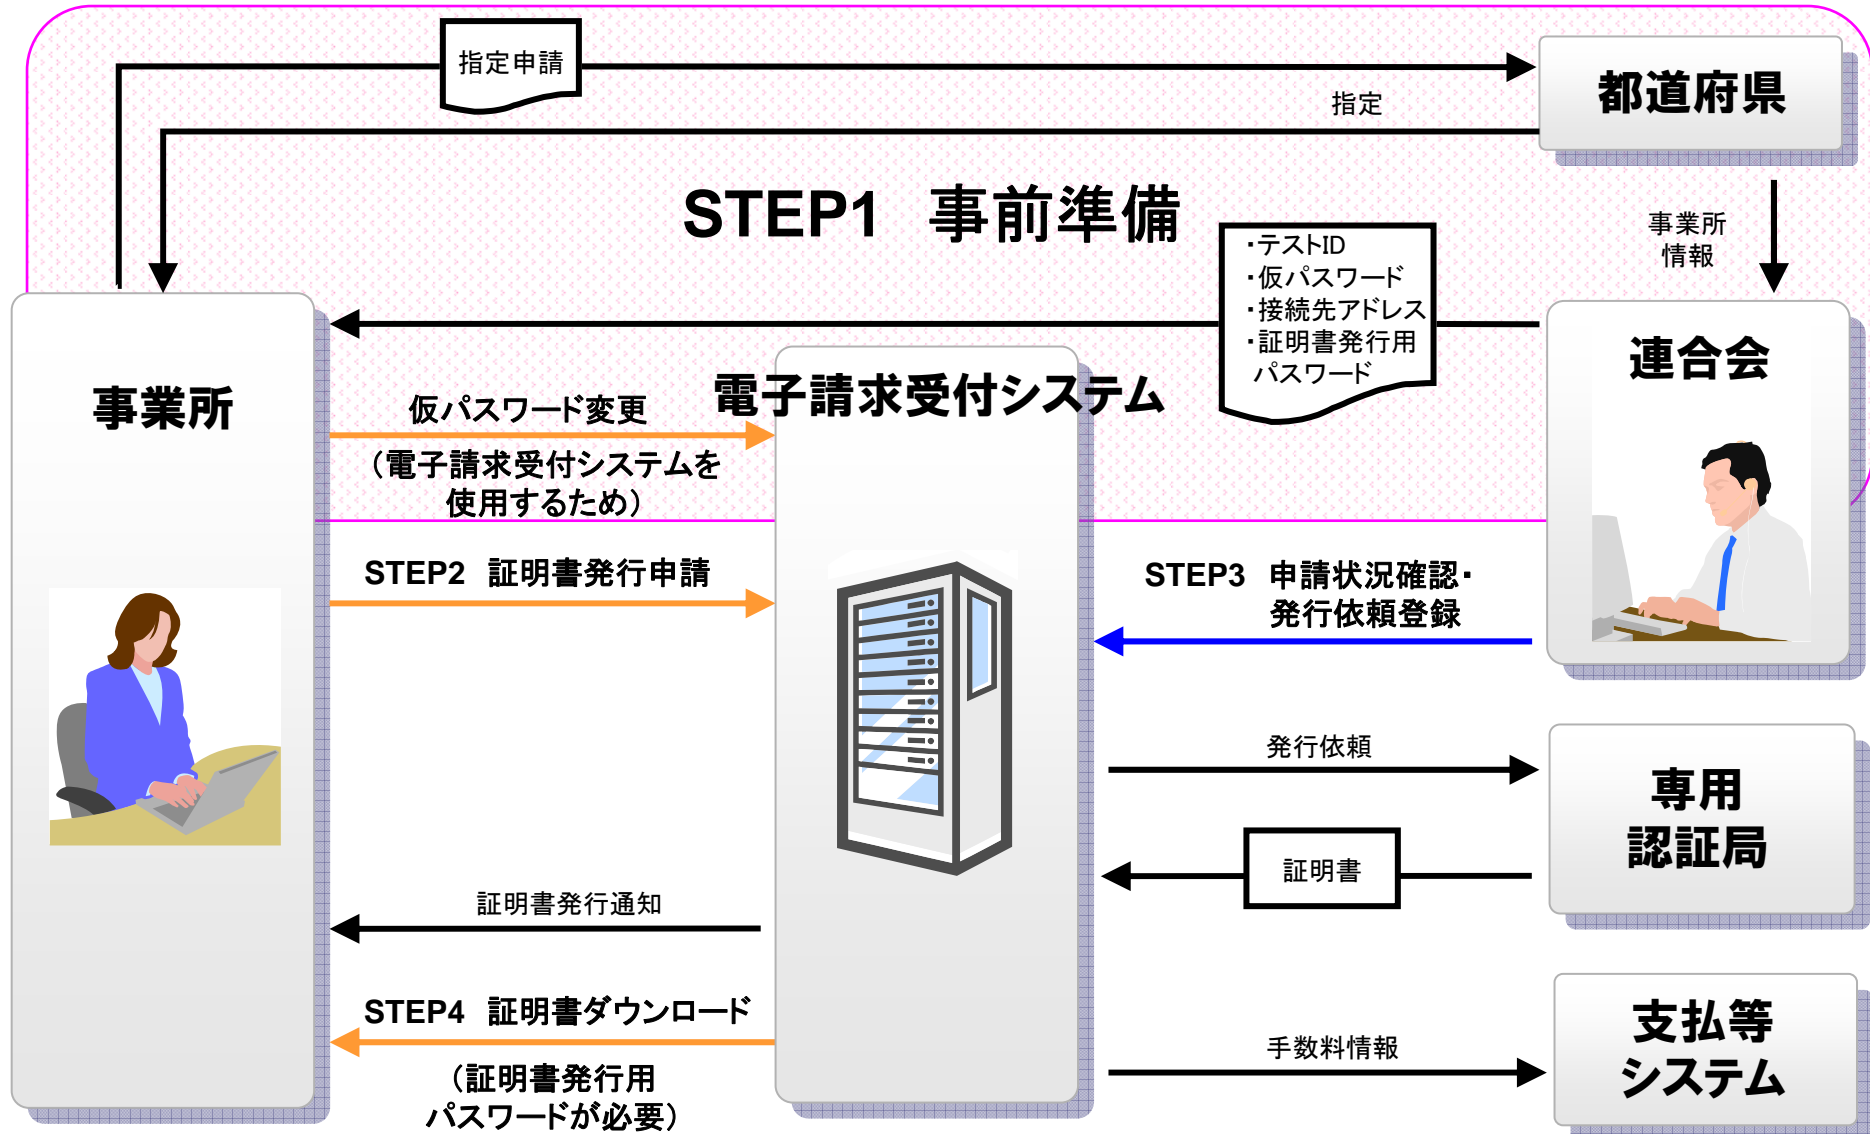 指定申請
都道府県
指定
STEP1 事前準備
事業所
情報
・テストID
・仮パスワード
・接続先アドレス
・証明書発行用
パスワード
連合会
事業所
電子請求受付システム
仮パスワード変更
（電子請求受付システムを
使用するため）
STEP2 証明書発行申請
STEP3 申請状況確認・
発行依頼登録
発行依頼
専用
認証局
証明書
証明書発行通知
STEP4 証明書ダウンロード
（証明書発行用
パスワードが必要）
手数料情報
支払等
システム